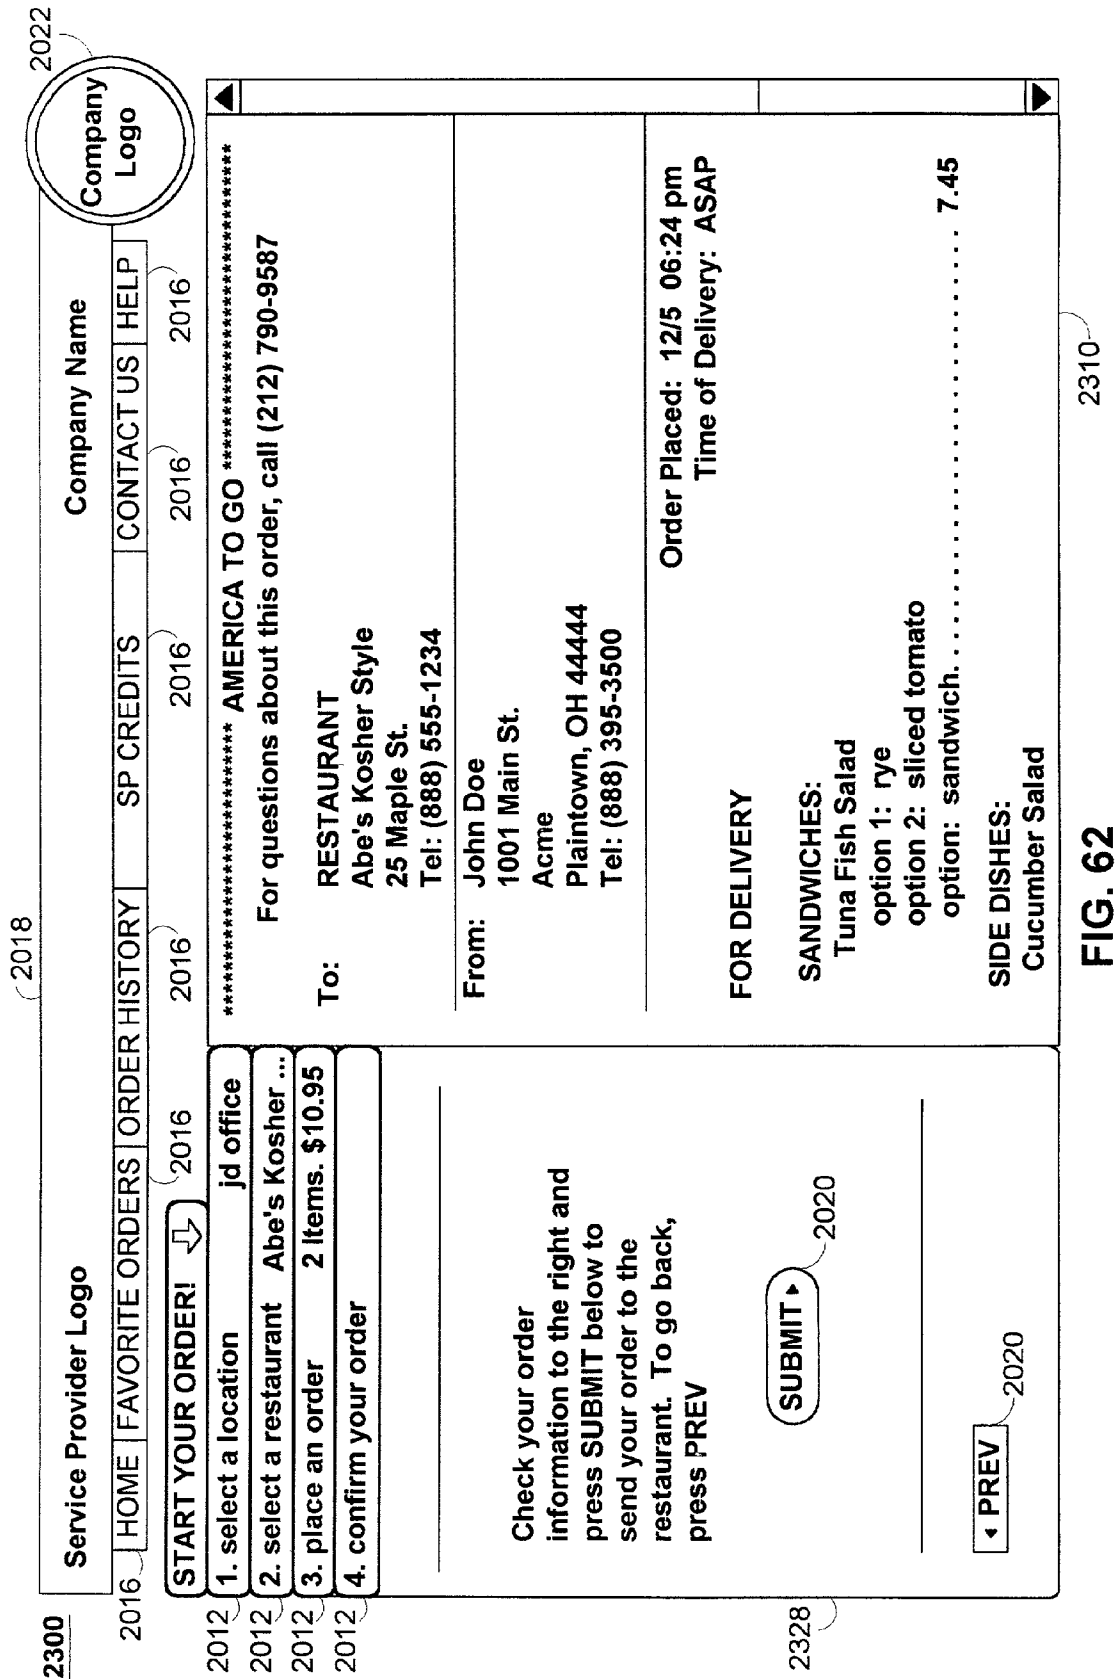 2300
2018
2022
Service Provider Logo
Company Name
Company
Logo
HOME
FAVORITE ORDERS
ORDER HISTORY
SP CREDITS
CONTACT US
HELP
2016
2016
2016
2016
2016
2016
START YOUR ORDER!
2012
1. select a location jd office
2012
2. select a restaurant Abe's Kosher ...
2012
3. place an order 2 Items. $10.95
2012
4. confirm your order
Check your order
information to the right and
press SUBMIT below to
send your order to the
restaurant. To go back,
press PREV
SUBMIT
2020
PREV
2020
2328
********************** AMERICA TO GO **********************
For questions about this order, call (212) 790-9587
To: RESTAURANT
Abe's Kosher Style
25 Maple St.
Tel: (888) 555-1234
From: John Doe
1001 Main St.
Acme
Plaintown, OH 44444
Tel: (888) 395-3500
Order Placed: 12/5 06:24 pm
Time of Delivery: ASAP
FOR DELIVERY
SANDWICHES:
Tuna Fish Salad
option 1: rye
option 2: sliced tomato
option: sandwich............................ 7.45
SIDE DISHES:
Cucumber Salad
2310
FIG. 62